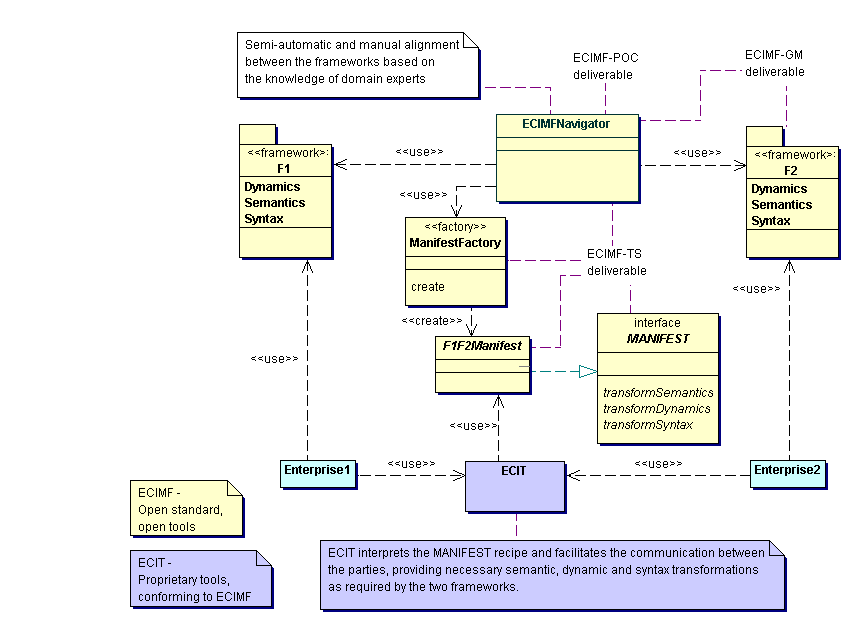 Semi-automatic and manual alignment
between the frameworks based on
the knowledge of domain experts
ECIMF-POC
deliverable
ECIMF-GM
deliverable
ECIMFNavigator
<<framework>:
F1
Dynamics
Semantics
Syntax
<<use>>
<<use>>
<<framework>:
F2
Dynamics
Semantics
Syntax
<<use>>
<<factory>>
ManifestFactory
create
ECIMF-TS
deliverable
<<use>>
<<create>>
interface
MANIFEST
transformSemantics
transformDynamics
transformSyntax
F1F2Manifest
<<use>>
<<use>>
Enterprise1
<<use>>
ECIT
<<use>>
Enterprise2
ECIMF -
Open standard,
open tools
ECIT -
Proprietary tools,
conforming to ECIMF
ECIT interprets the MANIFEST recipe and facilitates the communication between
the parties, providing necessary semantic, dynamic and syntax transformations
as required by the two frameworks.